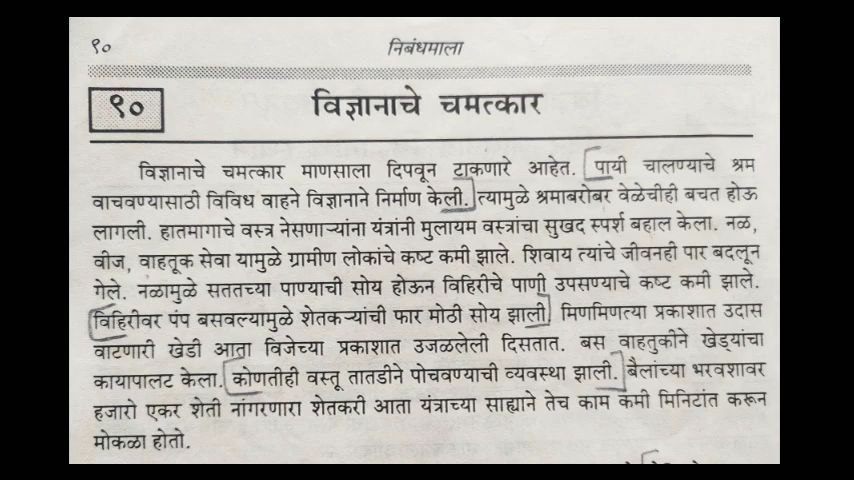 ९० निबंधमाला
९० विज्ञानाचे चमत्कार
विज्ञानाचे चमत्कार माणसाला दिपवून टाकणारे आहेत. पायी चालण्याचे श्रम
वाचवण्यासाठी विविध वाहने विज्ञानाने निर्माण केली. त्यामुळे श्रमाबरोबर वेळेचीही बचत होऊ
लागली. हातमागाचे वस्त्र नेसणाऱ्यांना यंत्रांनी मुलायम वस्त्रांचा सुखद स्पर्श बहाल केला. नळ,
वीज, वाहतूक सेवा यामुळे ग्रामीण लोकांचे कष्ट कमी झाले. शिवाय त्यांचे जीवनही पार बदलून
गेले. नळामुळे सततच्या पाण्याची सोय होऊन विहिरीचे पाणी उपसण्याचे कष्ट कमी झाले.
विहिरीवर पंप बसवल्यामुळे शेतकऱ्यांची फार मोठी सोय झाली. मिणमिणत्या प्रकाशात उदास
वाटणारी खेडी आता विजेच्या प्रकाशात उजळलेली दिसतात. बस वाहतुकीने खेड्यांचा
कायापालट केला. कोणतीही वस्तू तातडीने पोचवण्याची व्यवस्था झाली. बैलांच्या भरवशावर
हजारो एकर शेती नांगरणारा शेतकरी आता यंत्राच्या साह्याने तेच काम कमी मिनिटांत करून
मोकळा होतो.